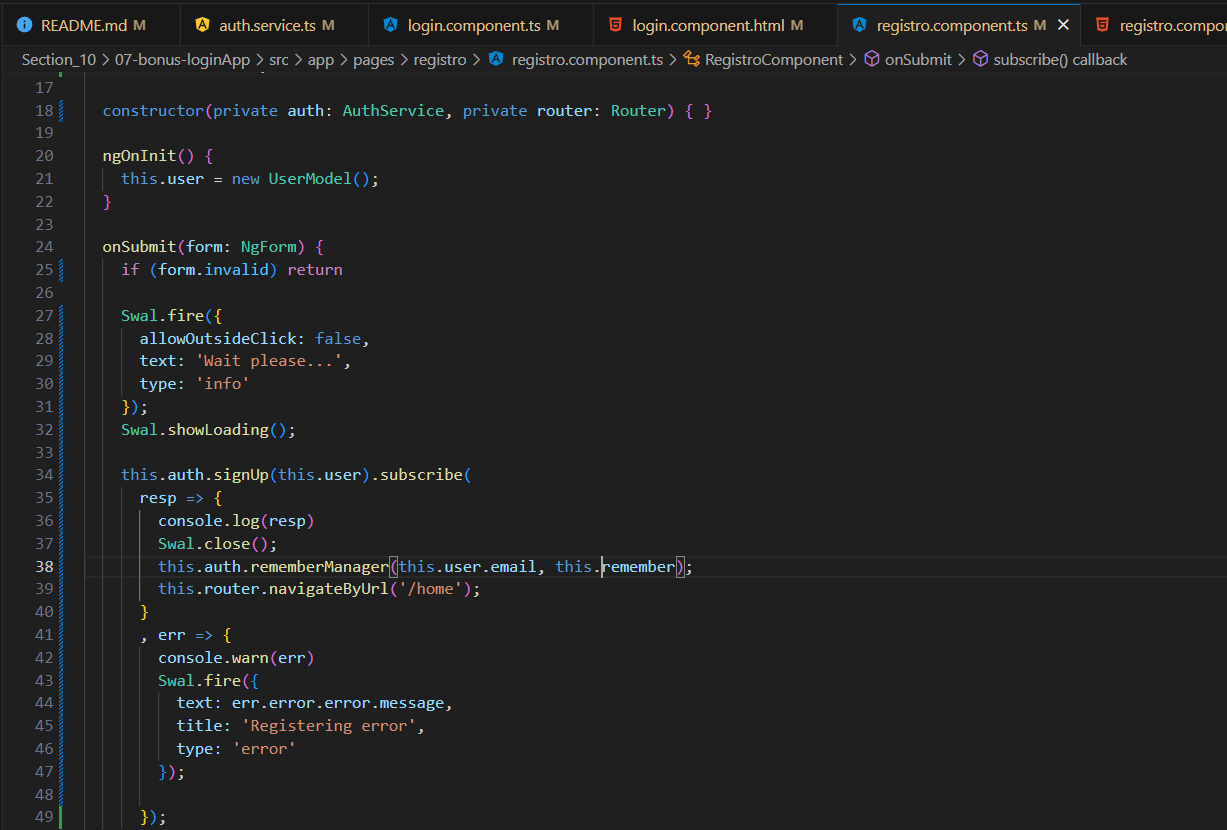 README.md M auth.service.ts M login.component.ts M login.component.html M registro.component.ts M registro.compo
Section_10 > 07-bonus-loginApp > src > app > pages > registro > registro.component.ts > RegistroComponent > onSubmit > subscribe() callback
17
18 constructor(private auth: AuthService, private router: Router) { }
19
20 ngOnInit() {
21 this.user = new UserModel();
22 }
23
24 onSubmit(form: NgForm) {
25 if (form.invalid) return
26
27 Swal.fire({
28 allowOutsideClick: false,
29 text: 'Wait please...',
30 type: 'info'
31 });
32 Swal.showLoading();
33
34 this.auth.signUp(this.user).subscribe(
35 resp => {
36 console.log(resp)
37 Swal.close();
38 this.auth.rememberManager(this.user.email, this.remember);
39 this.router.navigateByUrl('/home');
40 }
41 , err => {
42 console.warn(err)
43 Swal.fire({
44 text: err.error.error.message,
45 title: 'Registering error',
46 type: 'error'
47 });
48
49 });